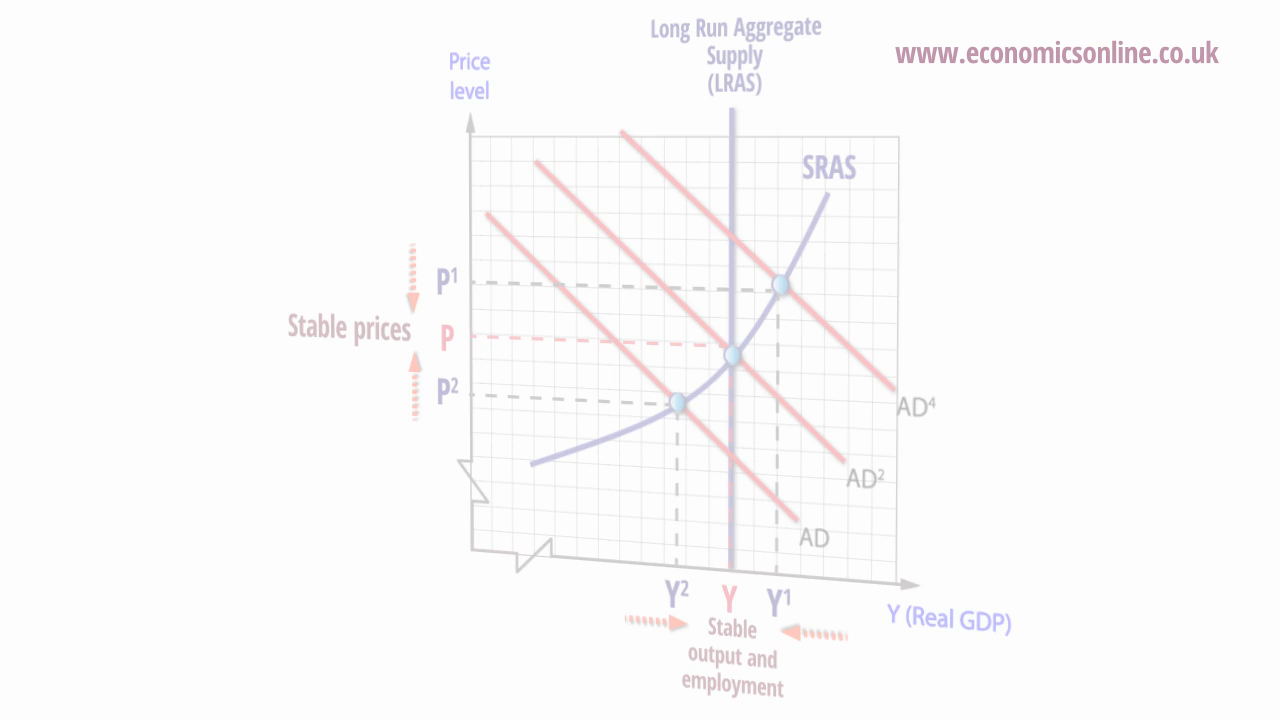 Long Run Aggregate
Supply
(LRAS)
www.economicsonline.co.uk
Price
level
SRAS
P¹
Stable prices
P
P²
AD⁴
AD²
AD
Y²
Y
Y¹
Y (Real GDP)
Stable
output and
employment